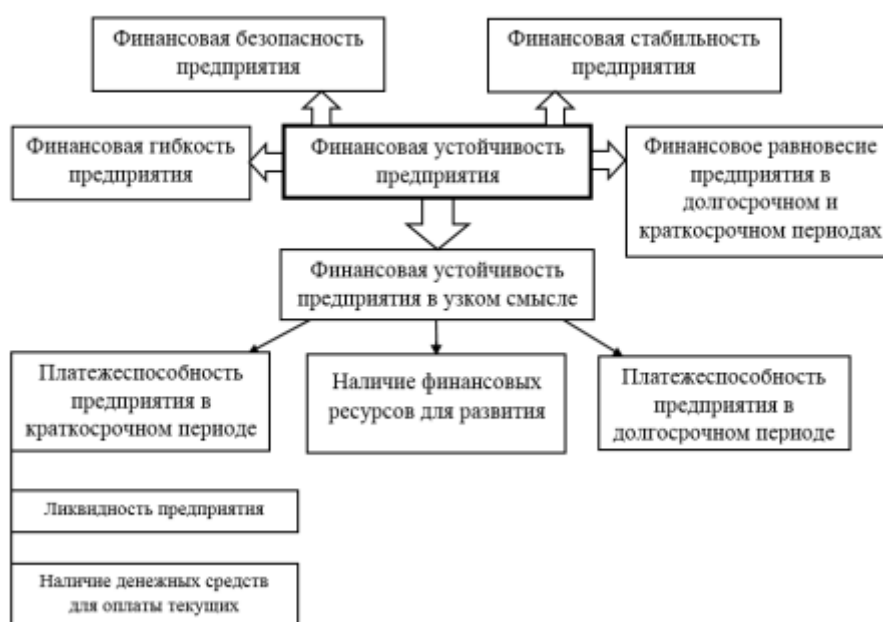 Финансовая безопасность
предприятия
Финансовая стабильность
предприятия
Финансовая гибкость
предприятия
Финансовая устойчивость
предприятия
Финансовое равновесие
предприятия в
долгосрочном и
краткосрочном периодах
Финансовая устойчивость
предприятия в узком смысле
Платежеспособность
предприятия в
краткосрочном периоде
Наличие финансовых
ресурсов для развития
Платежеспособность
предприятия в
долгосрочном периоде
Ликвидность предприятия
Наличие денежных средств
для оплаты текущих